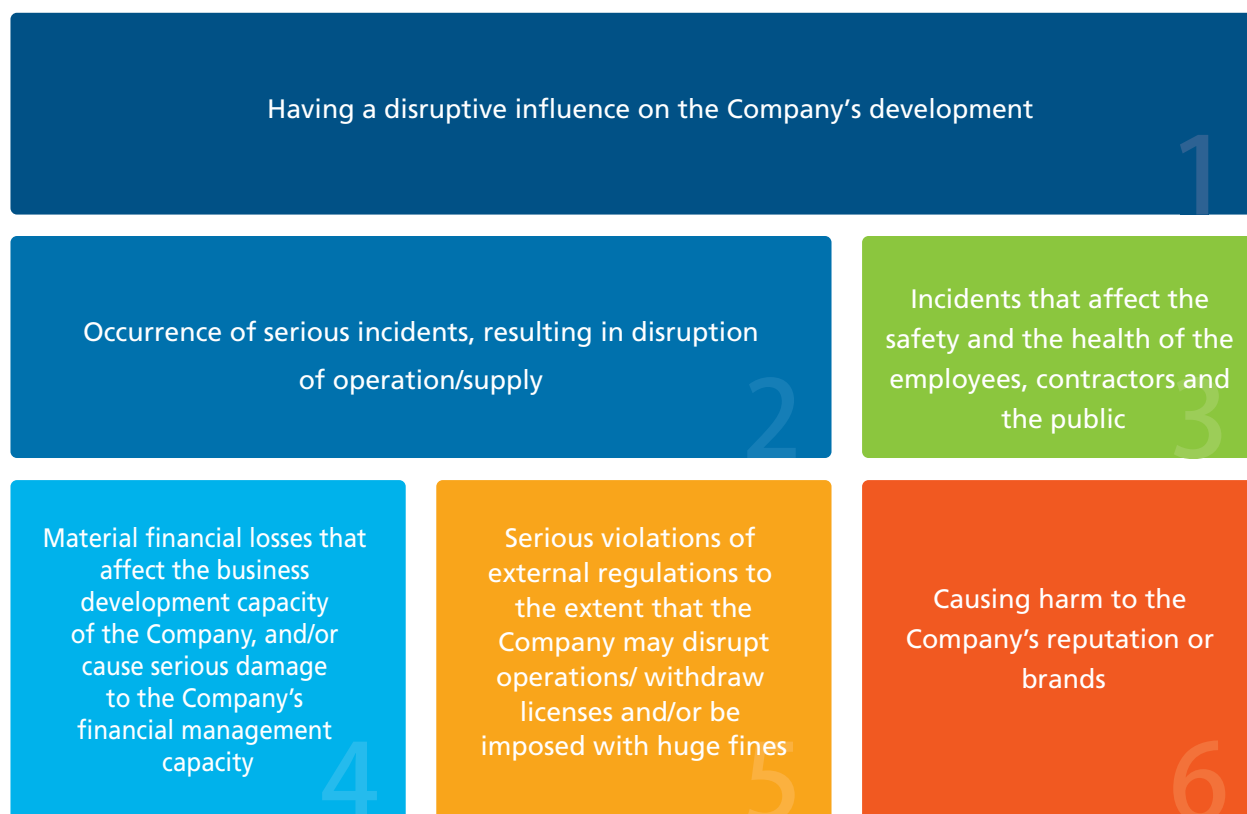 Having a disruptive influence on the Company’s development
1
Occurrence of serious incidents, resulting in disruption
of operation/supply
2
Incidents that affect the
safety and the health of the
employees, contractors and
the public
3
Material financial losses that
affect the business
development capacity
of the Company, and/or
cause serious damage
to the Company’s
financial management
capacity
4
Serious violations of
external regulations to
the extent that the
Company may disrupt
operations/ withdraw
licenses and/or be
imposed with huge fines
5
Causing harm to the
Company’s reputation or
brands
6